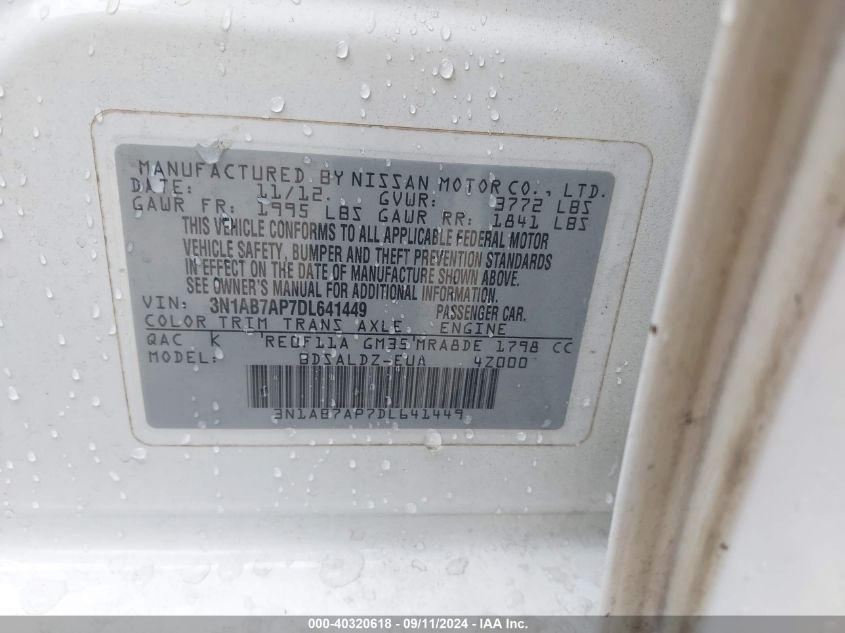 MANUFACTURED BY NISSAN MOTOR CO., LTD.
DATE: 11/12. GVWR: 3772 LBS
GAWR FR: 1995 LBS GAWR RR: 1841 LBS
THIS VEHICLE CONFORMS TO ALL APPLICABLE FEDERAL MOTOR
VEHICLE SAFETY, BUMPER AND THEFT PREVENTION STANDARDS
IN EFFECT ON THE DATE OF MANUFACTURE SHOWN ABOVE.
SEE OWNER'S MANUAL FOR ADDITIONAL INFORMATION.
VIN: 3N1AB7AP7DL641449 PASSENGER CAR.
COLOR TRIM TRANS AXLE ENGINE
QAC K RE0F11A GM35 MRA8DE 1798 CC
MODEL: BDSALDZ-EUA 4Z000
3N1AB7AP7DL641449
000-40320618 - 09/11/2024 - IAA Inc.